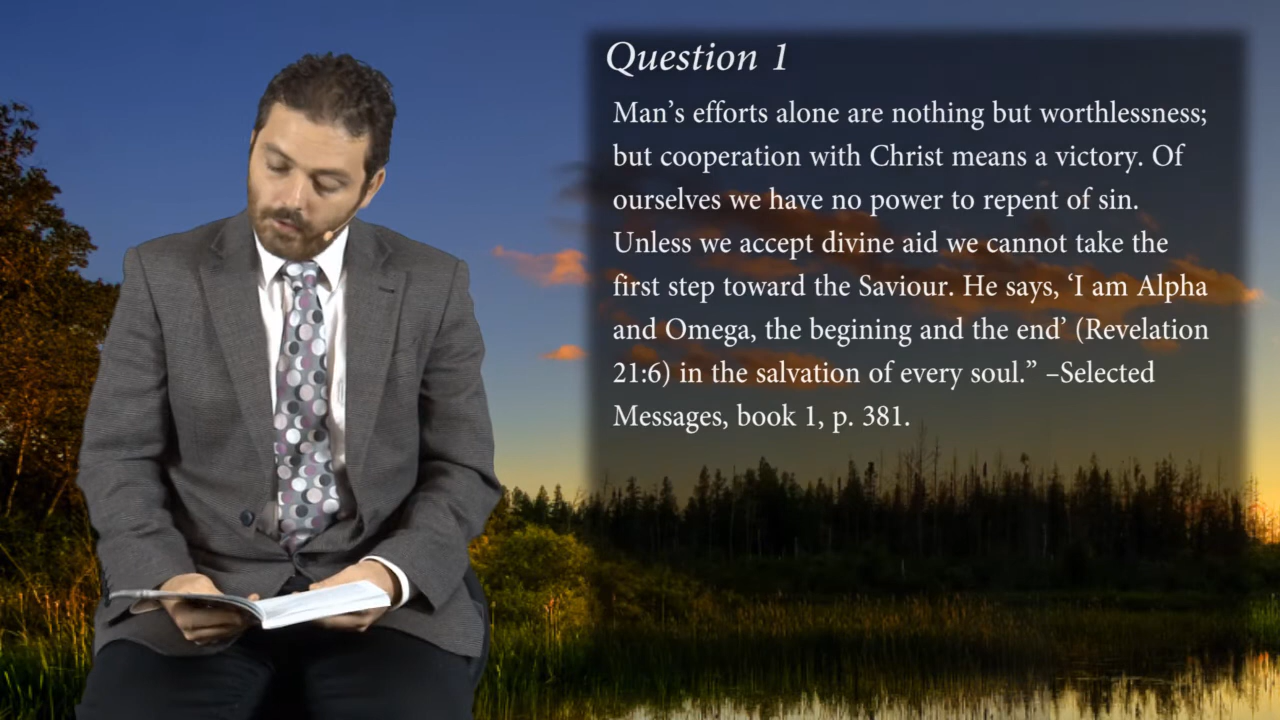 Question 1
Man’s efforts alone are nothing but worthlessness;
but cooperation with Christ means a victory. Of
ourselves we have no power to repent of sin.
Unless we accept divine aid we cannot take the
first step toward the Saviour. He says, ‘I am Alpha
and Omega, the begining and the end’ (Revelation
21:6) in the salvation of every soul.” –Selected
Messages, book 1, p. 381.